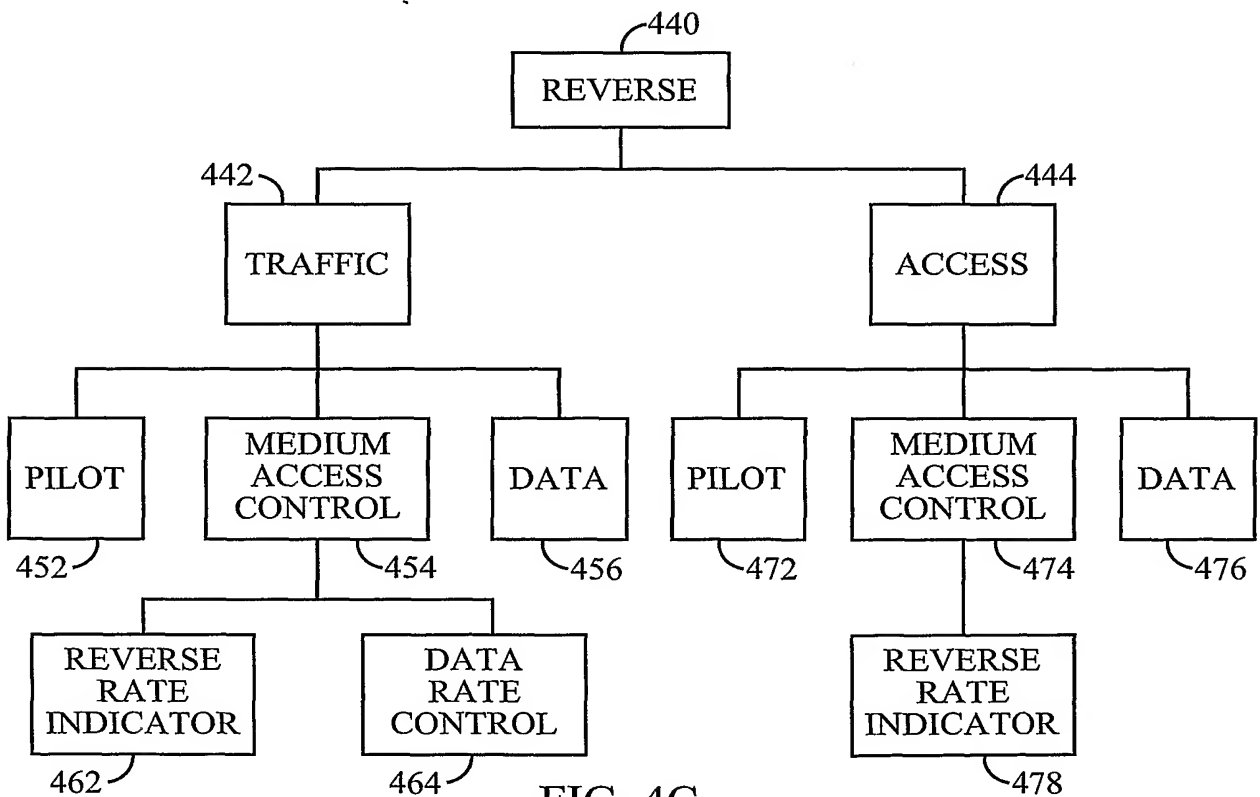 440
REVERSE
442
444
TRAFFIC
ACCESS
PILOT
MEDIUM
ACCESS
CONTROL
DATA
PILOT
MEDIUM
ACCESS
CONTROL
DATA
452
454
456
472
474
476
REVERSE
RATE
INDICATOR
DATA
RATE
CONTROL
REVERSE
RATE
INDICATOR
462
464
478